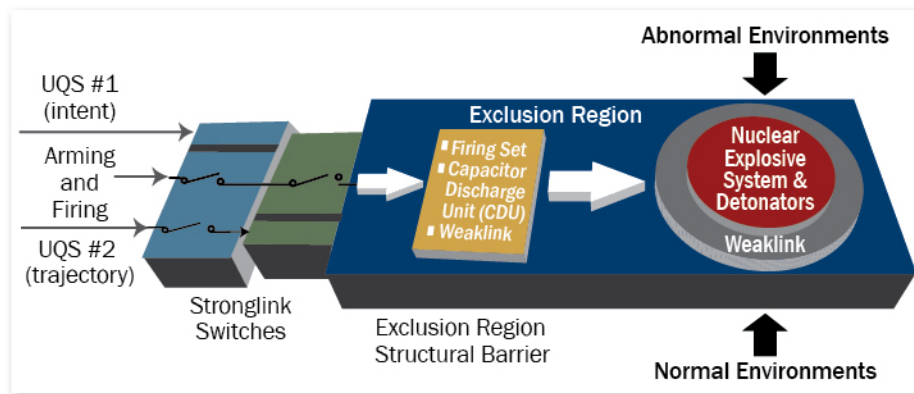 Abnormal Environments
UQS #1
(intent)
Exclusion Region
Arming
and
Firing
Firing Set
Capacitor
Discharge
Unit (CDU)
Weaklink
Nuclear
Explosive
System &
Detonators
Weaklink
UQS #2
(trajectory)
Stronglink
Switches
Exclusion Region
Structural Barrier
Normal Environments